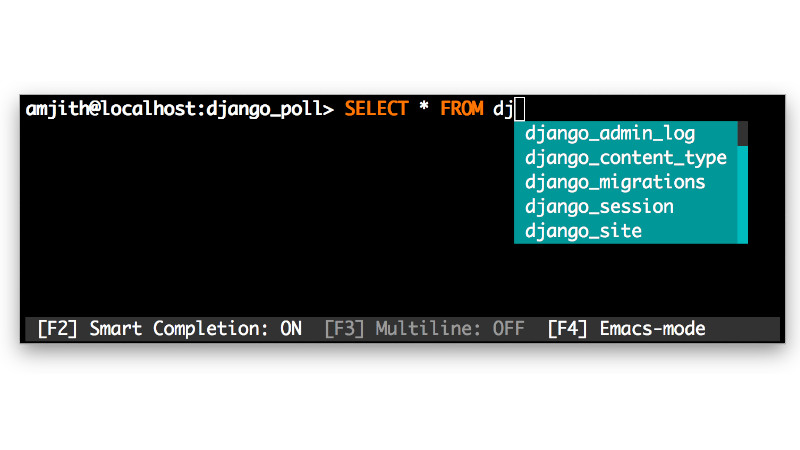 amjith@localhost:django_poll> SELECT * FROM dj
django_admin_log
django_content_type
django_migrations
django_session
django_site
[F2] Smart Completion: ON [F3] Multiline: OFF [F4] Emacs-mode